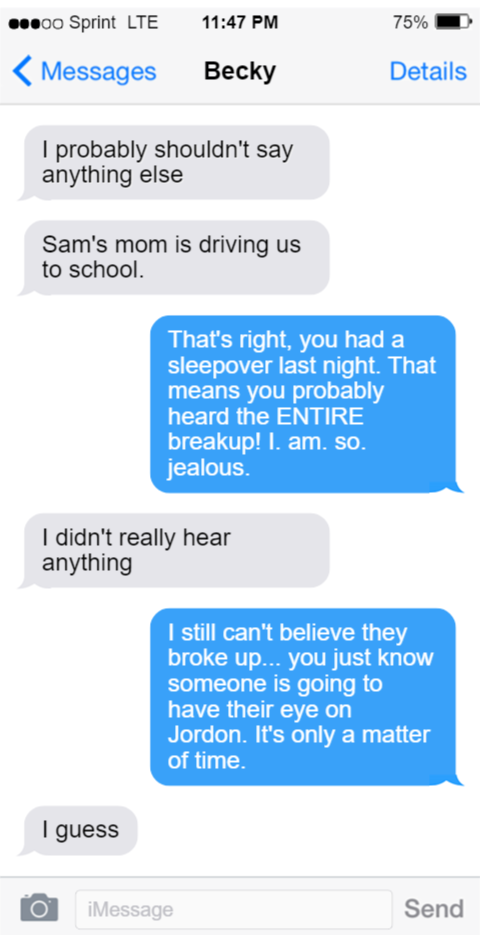 Sprint LTE 11:47 PM 75%
Messages Becky Details
I probably shouldn't say
anything else
Sam's mom is driving us
to school.
That's right, you had a
sleepover last night. That
means you probably
heard the ENTIRE
breakup! I. am. so.
jealous.
I didn't really hear
anything
I still can't believe they
broke up... you just know
someone is going to
have their eye on
Jordon. It's only a matter
of time.
I guess
iMessage Send